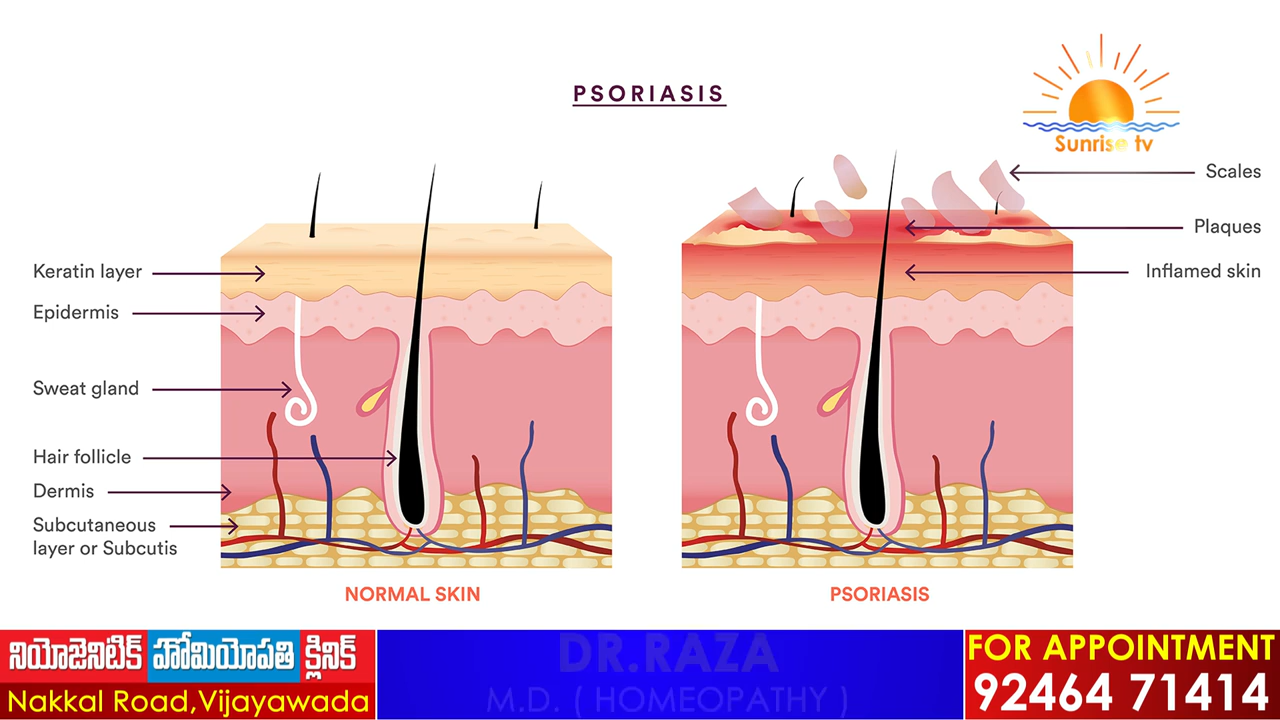 PSORIASIS
Sunrise tv
Scales
Plaques
Inflamed skin
Keratin layer
Epidermis
Sweat gland
Hair follicle
Dermis
Subcutaneous
layer or Subcutis
NORMAL SKIN
PSORIASIS
నియోజెనిటిక్ హోమియోపతి క్లినిక్
Nakkal Road,Vijayawada
DR.RAZA
M.D. ( HOMEOPATHY )
FOR APPOINTMENT
92464 71414